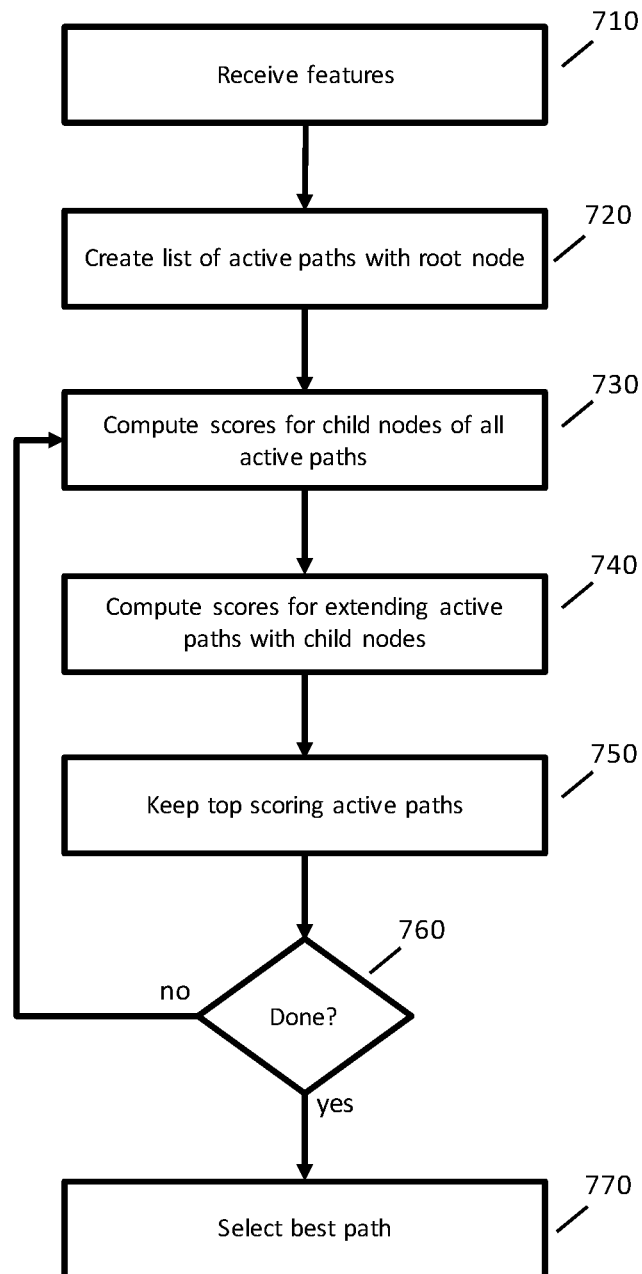 710
Receive features
720
Create list of active paths with root node
730
Compute scores for child nodes of all
active paths
740
Compute scores for extending active
paths with child nodes
750
Keep top scoring active paths
760
no
Done?
yes
770
Select best path